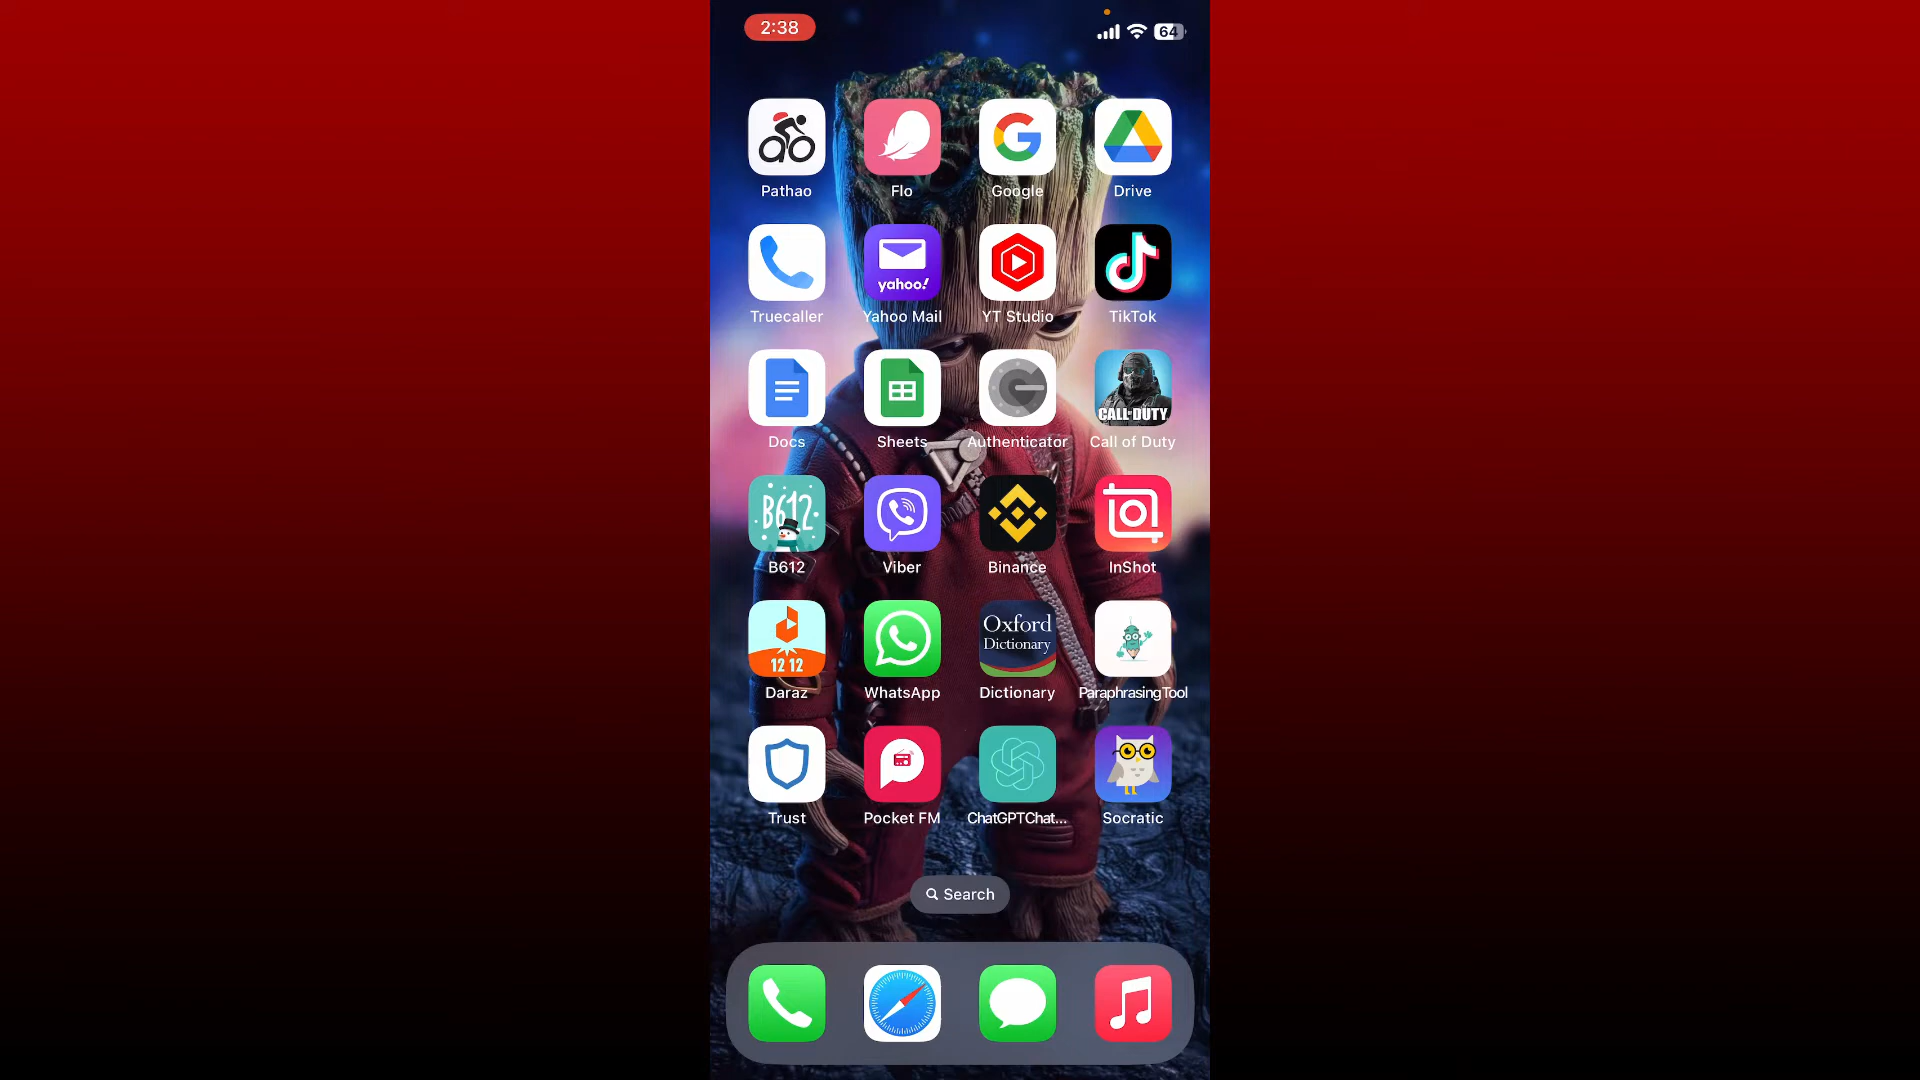 2:38
64
Pathao
Flo
Google
Drive
yahoo!
Truecaller
Yahoo Mail
YT Studio
TikTok
CALL OF DUTY
Docs
Sheets
Authenticator
Call of Duty
B612
B612
Viber
Binance
InShot
12 12
Oxford
Dictionary
Daraz
WhatsApp
Dictionary
ParaphrasingTool
Trust
Pocket FM
ChatGPTChat...
Socratic
Search